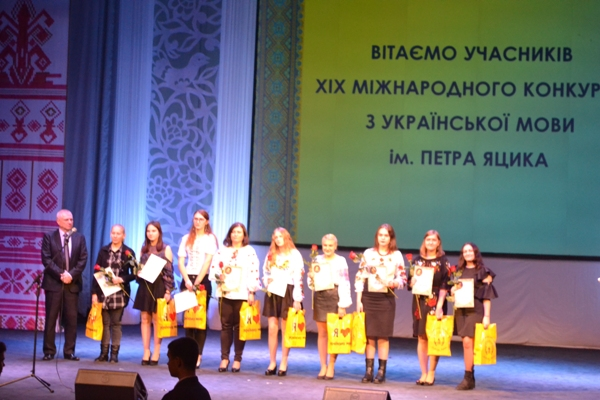 ВІТАЄМО УЧАСНИКІВ
XIX МІЖНАРОДНОГО КОНКУР
З УКРАЇНСЬКОЇ МОВИ
ім. ПЕТРА ЯЦИКА
Я